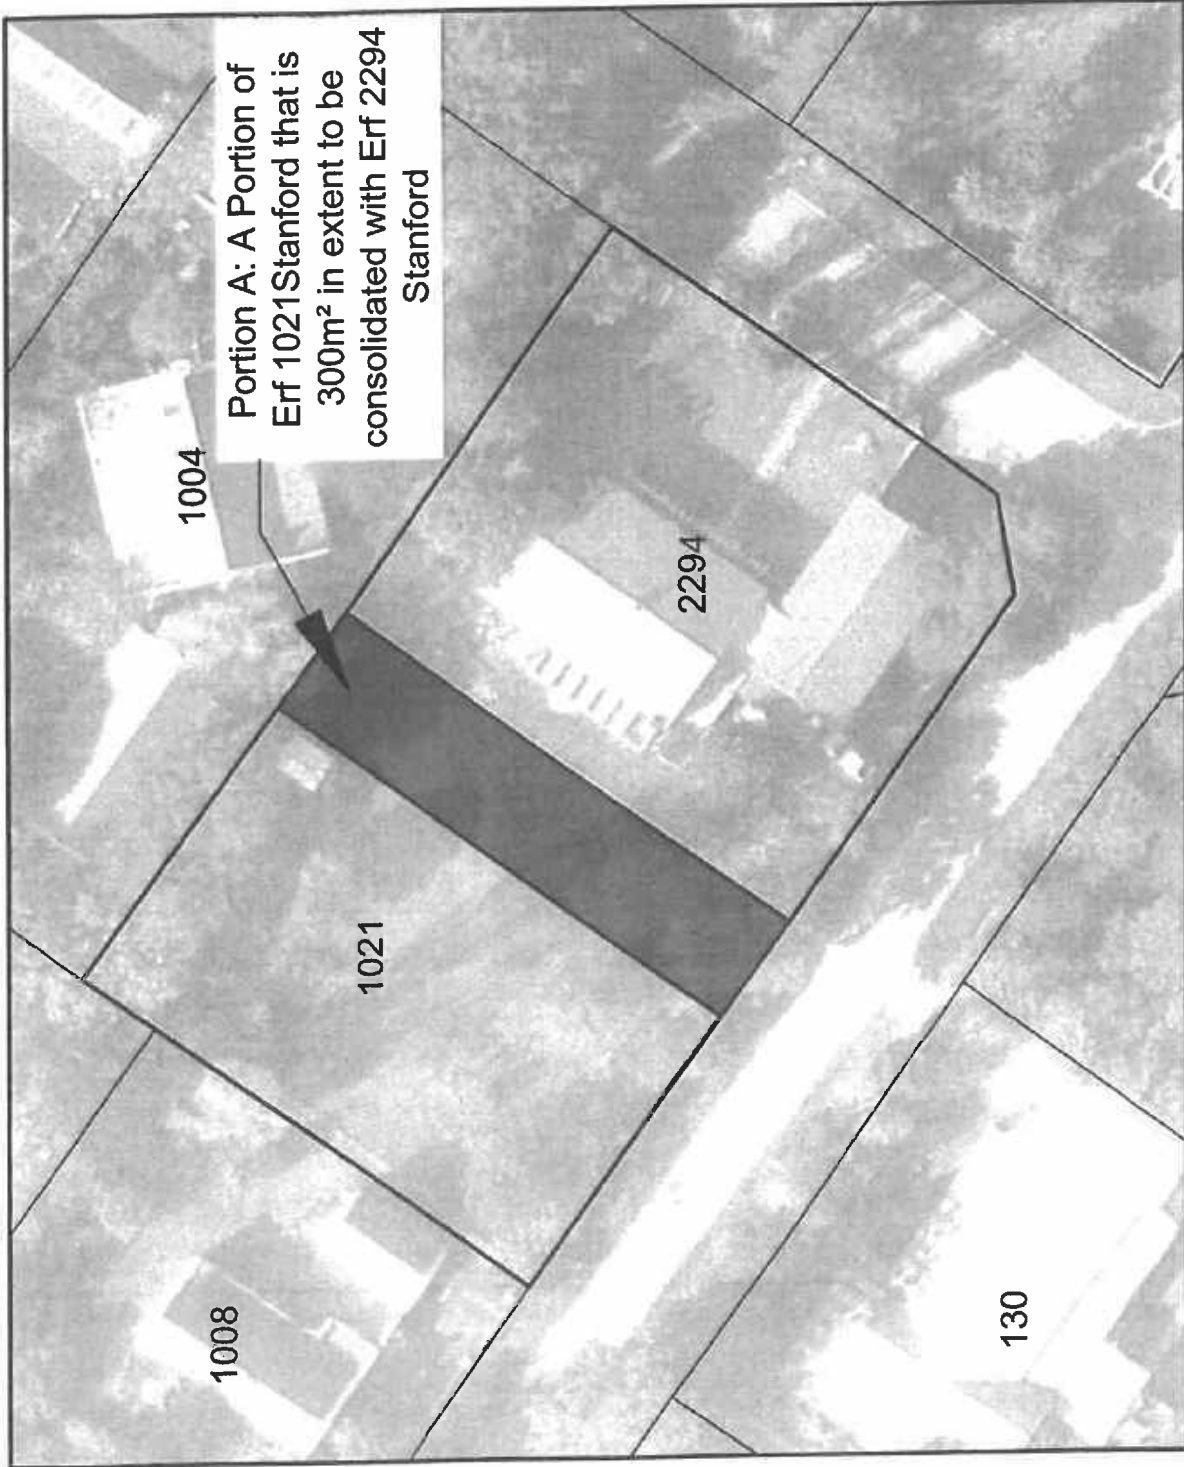 Portion A: A Portion of
Erf 1021Stanford that is
300m² in extent to be
consolidated with Erf 2294
Stanford
1004
2294
1021
1008
130